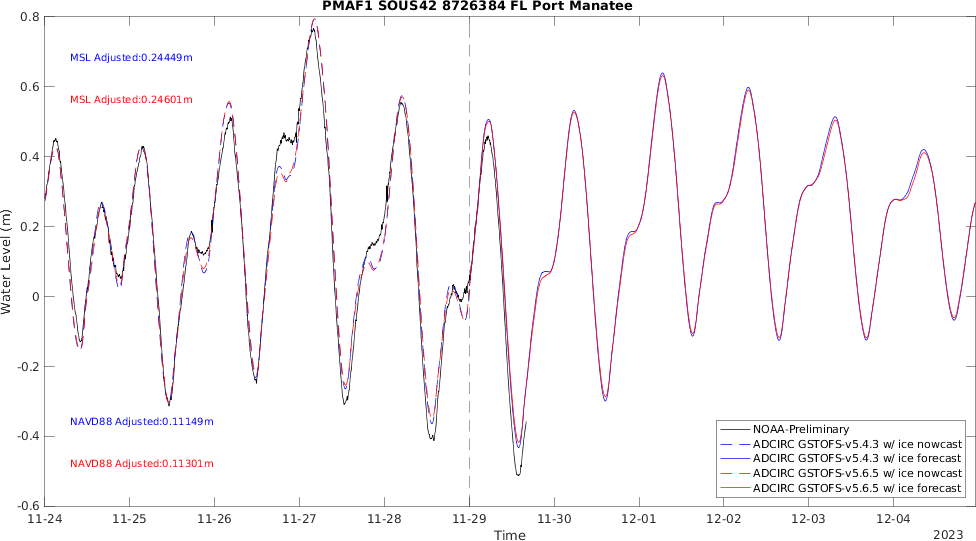 PMAF1 SOUS42 8726384 FL Port Manatee
0.8
0.6
0.4
0.2
0
-0.2
-0.4
-0.6
Water Level (m)
MSL Adjusted:0.24449m
MSL Adjusted:0.24601m
NAVD88 Adjusted:0.11149m
NAVD88 Adjusted:0.11301m
NOAA-Preliminary
ADCIRC GSTOFS-v5.4.3 w/ ice nowcast
ADCIRC GSTOFS-v5.4.3 w/ ice forecast
ADCIRC GSTOFS-v5.6.5 w/ ice nowcast
ADCIRC GSTOFS-v5.6.5 w/ ice forecast
11-24 11-25 11-26 11-27 11-28 11-29 11-30 12-01 12-02 12-03 12-04
Time
2023